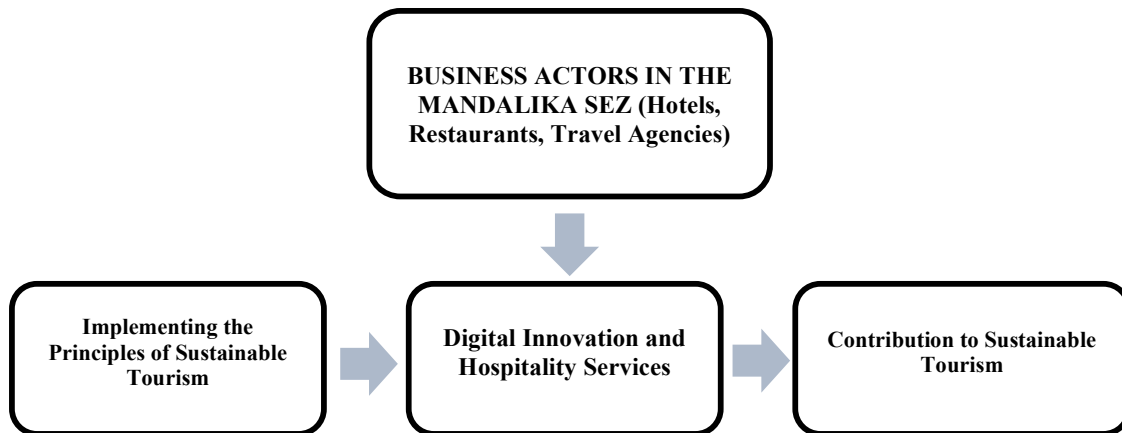 BUSINESS ACTORS IN THE
MANDALIKA SEZ (Hotels,
Restaurants, Travel Agencies)
Implementing the
Principles of Sustainable
Tourism
Digital Innovation and
Hospitality Services
Contribution to Sustainable
Tourism